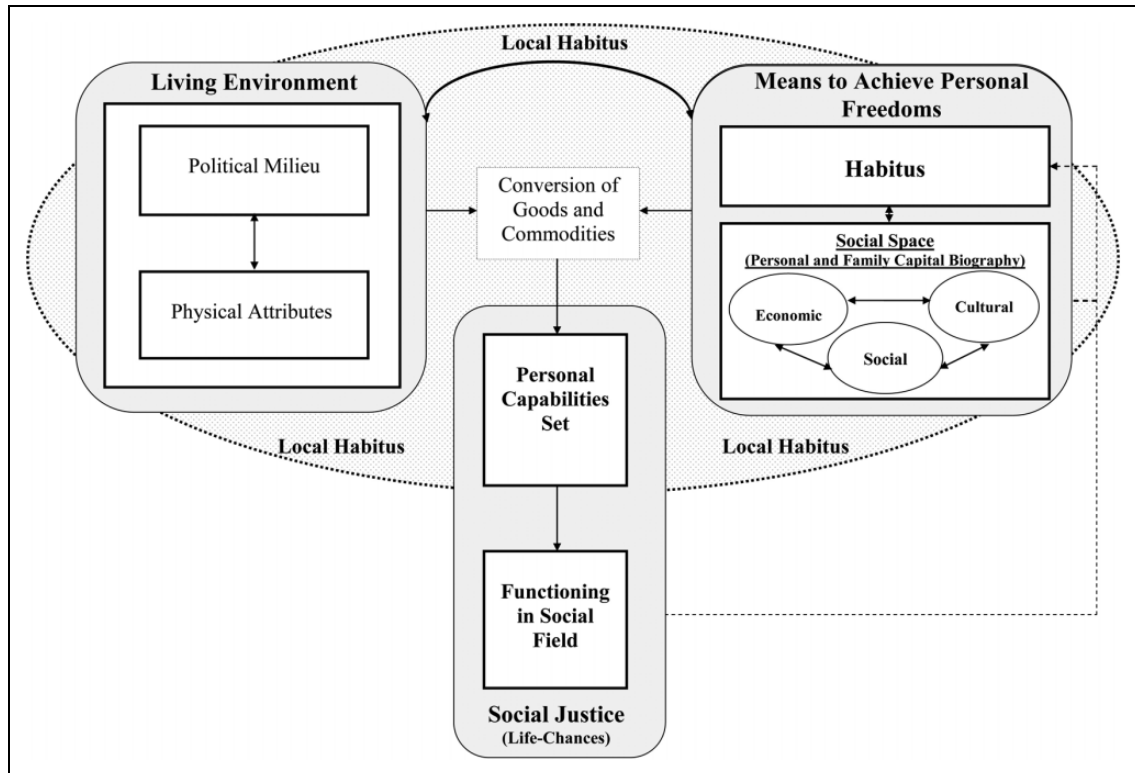 Local Habitus
Living Environment
Political Milieu
Physical Attributes
Conversion of
Goods and
Commodities
Means to Achieve Personal
Freedoms
Habitus
Social Space
(Personal and Family Capital Biography)
Economic
Cultural
Social
Local Habitus
Local Habitus
Personal
Capabilities
Set
Functioning
in Social
Field
Social Justice
(Life-Chances)